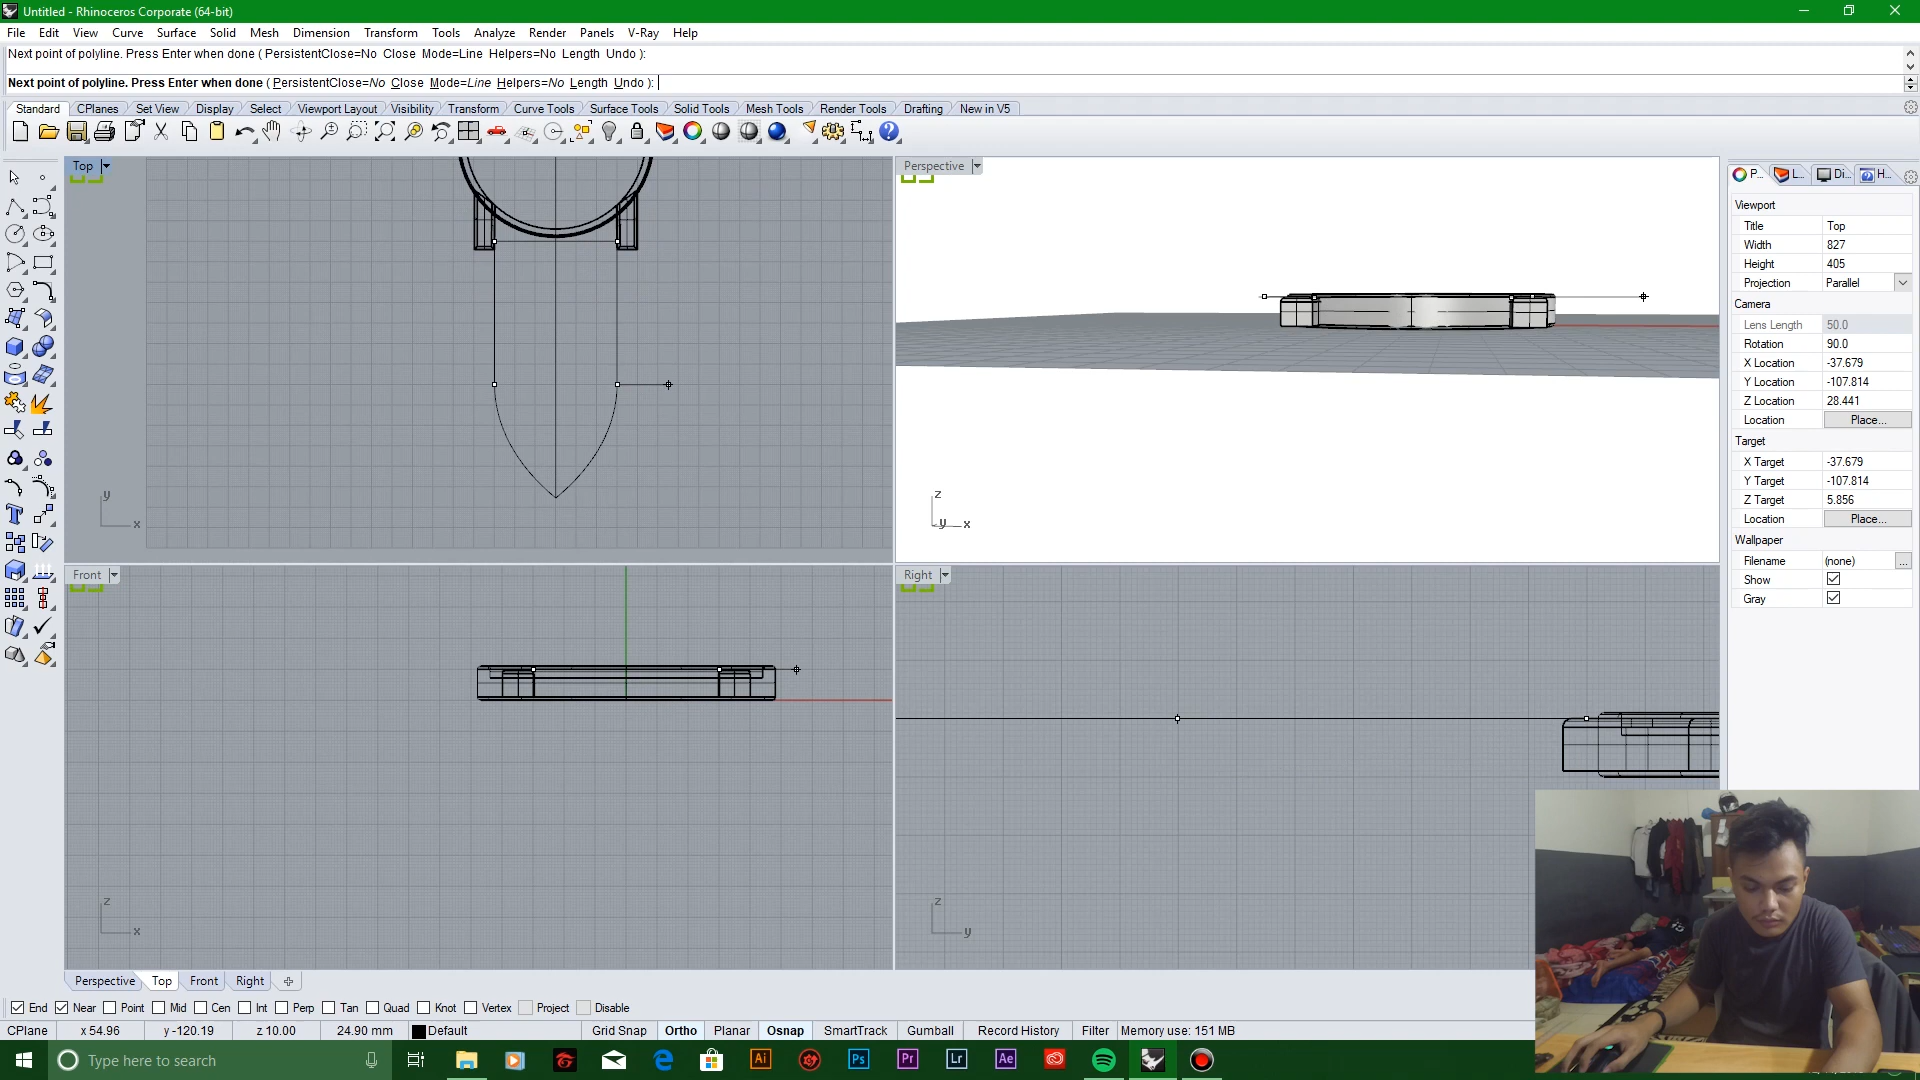 Untitled - Rhinoceros Corporate (64-bit)
File Edit View Curve Surface Solid Mesh Dimension Transform Tools Analyze Render Panels V-Ray Help
Next point of polyline. Press Enter when done ( PersistentClose=No Close Mode=Line Helpers=No Length Undo ):
Next point of polyline. Press Enter when done ( PersistentClose=No Close Mode=Line Helpers=No Length Undo ):
Standard CPlanes Set View Display Select Viewport Layout Visibility Transform Curve Tools Surface Tools Solid Tools Mesh Tools Render Tools Drafting New in V5
Top
Perspective
P... L... Di... H...
Viewport
Title Top
Width 827
Height 405
Projection Parallel
Camera
Lens Length 50.0
Rotation 90.0
X Location -37.679
Y Location -107.814
Z Location 28.441
Location Place...
Target
X Target -37.679
Y Target -107.814
Z Target 5.856
Location Place...
Wallpaper
Filename (none) ...
Show
Gray
y
x
z
y x
Front
Right
z
x
z
y
Perspective Top Front Right
End Near Point Mid Cen Int Perp Tan Quad Knot Vertex Project Disable
CPlane x 54.96 y -120.19 z 10.00 24.90 mm Default Grid Snap Ortho Planar Osnap SmartTrack Gumball Record History Filter Memory use: 151 MB
Type here to search
Ai Ps Pr Lr Ae